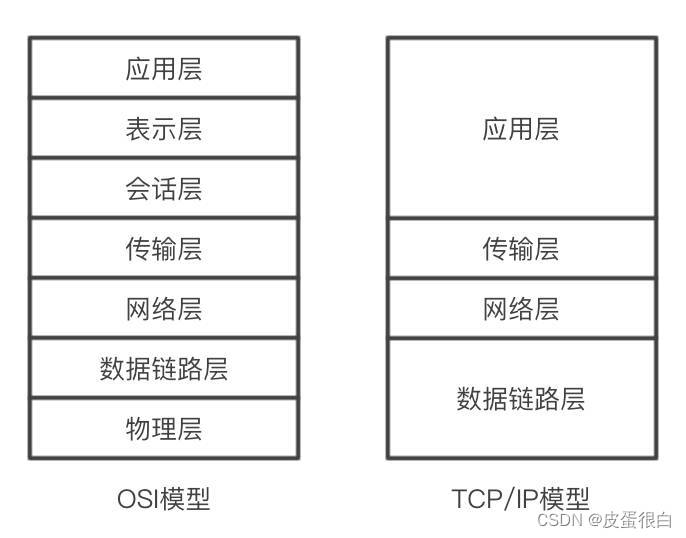 应用层
表示层
会话层
传输层
网络层
数据链路层
物理层
OSI模型
应用层
传输层
网络层
数据链路层
TCP/IP模型
CSDN @皮蛋很白